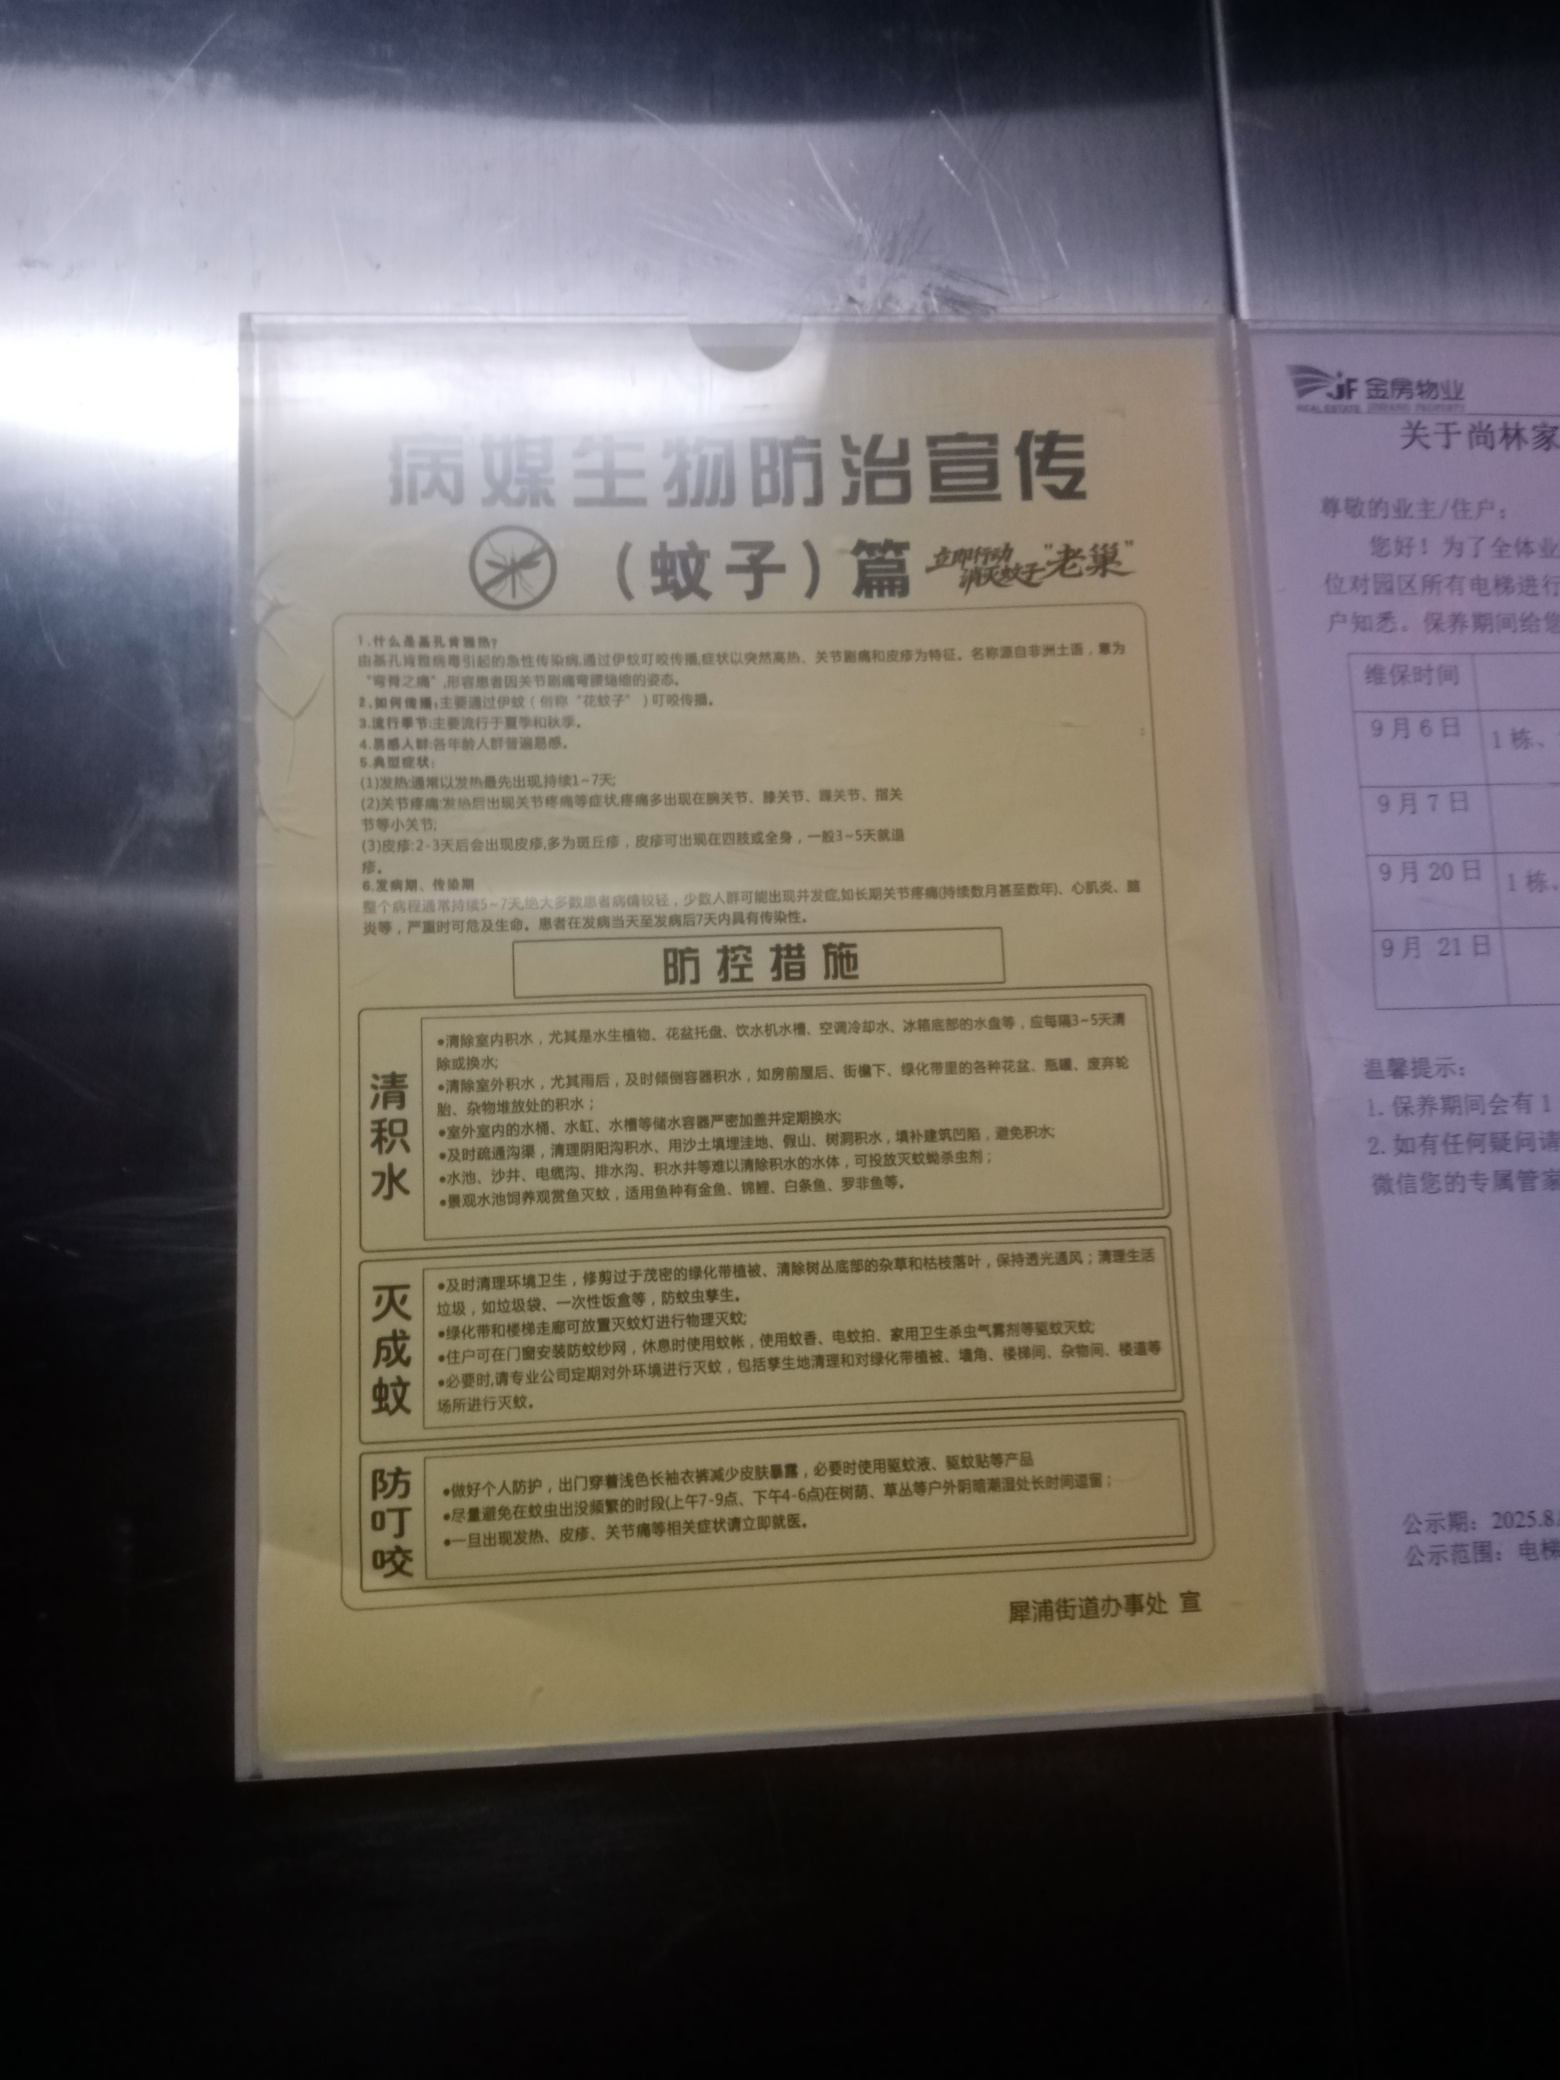 病媒生物防治宣传
（蚊子）篇
立即行动
消灭蚊子"老巢"
1.什么是基孔肯雅热?
由基孔肯雅病毒引起的急性传染病,通过伊蚊叮咬传播,症状以突然高热、关节剧痛和皮疹为特征。名称源自非洲土语，意为
"弯骨之痛",形容患者因关节剧痛弯腰蜷缩的姿态。
2.如何传播:主要通过伊蚊（俗称"花蚊子"）叮咬传播。
3.流行季节:主要流行于夏季和秋季。
4.易感人群:各年龄人群普遍易感。
5.典型症状:
(1)发热:通常以发热最先出现,持续1~7天;
(2)关节疼痛:发热后出现关节疼痛等症状,疼痛多出现在腕关节、膝关节、踝关节、指关
节等小关节;
(3)皮疹:2-3天后会出现皮疹,多为斑丘疹，皮疹可出现在四肢或全身，一般3~5天就退
疹。
6.发病期、传染期
整个病程通常持续5~7天,绝大多数患者病情较轻，少数人群可能出现并发症,如长期关节疼痛(持续数月甚至数年)、心肌炎、脑
炎等，严重时可危及生命。患者在发病当天至发病后7天内具有传染性。
防控措施
清积水
●清除室内积水，尤其是水生植物、花盆托盘、饮水机水槽、空调冷却水、冰箱底部的水盘等，应每隔3~5天清
除或换水;
●清除室外积水，尤其雨后，及时倾倒容器积水，如房前屋后、街檐下、绿化带里的各种花盆、瓶罐、废弃轮
胎、杂物堆放处的积水；
●室外室内的水桶、水缸、水槽等储水容器严密加盖并定期换水;
●及时疏通沟渠，清理阴阳沟积水、用沙土填埋洼地、假山、树洞积水，填补建筑凹陷，避免积水;
●水池、沙井、电缆沟、排水沟、积水井等难以清除积水的水体，可投放灭蚊蚴杀虫剂；
●景观水池饲养观赏鱼灭蚊，适用鱼种有金鱼、锦鲤、白条鱼、罗非鱼等。
灭成蚊
●及时清理环境卫生，修剪过于茂密的绿化带植被、清除树丛底部的杂草和枯枝落叶，保持透光通风；清理生活
垃圾，如垃圾袋、一次性饭盒等，防蚊虫孳生。
●绿化带和楼梯走廊可放置灭蚊灯进行物理灭蚊;
●住户可在门窗安装防蚊纱网，休息时使用蚊帐，使用蚊香、电蚊拍、家用卫生杀虫气雾剂等驱蚊灭蚊;
●必要时,请专业公司定期对外环境进行灭蚊，包括孳生地清理和对绿化带植被、墙角、楼梯间、杂物间、楼道等
场所进行灭蚊。
防叮咬
●做好个人防护，出门穿着浅色长袖衣裤减少皮肤暴露，必要时使用驱蚊液、驱蚊贴等产品
●尽量避免在蚊虫出没频繁的时段(上午7-9点、下午4-6点)在树荫、草丛等户外阴暗潮湿处长时间逗留；
●一旦出现发热、皮疹、关节痛等相关症状请立即就医。
犀浦街道办事处 宣
JF 金房物业
REAL ESTATE JINFANG PROPERTY
关于尚林家
尊敬的业主/住户：
您好！为了全体业
位对园区所有电梯进行
户知悉。保养期间给您
维保时间
9月6日 1栋、
9月7日
9月20日 1栋、
9月 21日
温馨提示：
1. 保养期间会有1
2. 如有任何疑问请
微信您的专属管家
公示期：2025.8.
公示范围：电梯